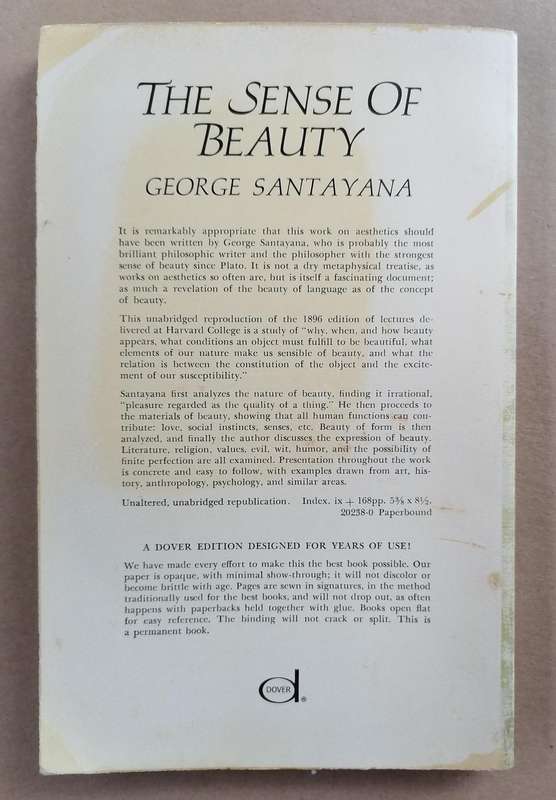 THE SENSE OF
BEAUTY
GEORGE SANTAYANA
It is remarkably appropriate that this work on aesthetics should
have been written by George Santayana, who is probably the most
brilliant philosophic writer and the philosopher with the strongest
sense of beauty since Plato. It is not a dry metaphysical treatise, as
works on aesthetics so often are, but is itself a fascinating document;
as much a revelation of the beauty of language as of the concept
of beauty.
This unabridged reproduction of the 1896 edition of lectures de-
livered at Harvard College is a study of "why, when, and how beauty
appears, what conditions an object must fulfill to be beautiful, what
elements of our nature make us sensible of beauty, and what the
relation is between the constitution of the object and the excite-
ment of our susceptibility."
Santayana first analyzes the nature of beauty, finding it irrational,
"pleasure regarded as the quality of a thing." He then proceeds to
the materials of beauty, showing that all human functions can con-
tribute: love, social instincts, senses, etc. Beauty of form is then
analyzed, and finally the author discusses the expression of beauty.
Literature, religion, values, evil, wit, humor, and the possibility of
finite perfection are all examined. Presentation throughout the work
is concrete and easy to follow, with examples drawn from art, his-
tory, anthropology, psychology, and similar areas.
Unaltered, unabridged republication. Index. ix + 168pp. 5⅜ x 8½.
20238-0 Paperbound
A DOVER EDITION DESIGNED FOR YEARS OF USE!
We have made every effort to make this the best book possible. Our
paper is opaque, with minimal show-through; it will not discolor or
become brittle with age. Pages are sewn in signatures, in the method
traditionally used for the best books, and will not drop out, as often
happens with paperbacks held together with glue. Books open flat
for easy reference. The binding will not crack or split. This is
a permanent book.
DOVER ®